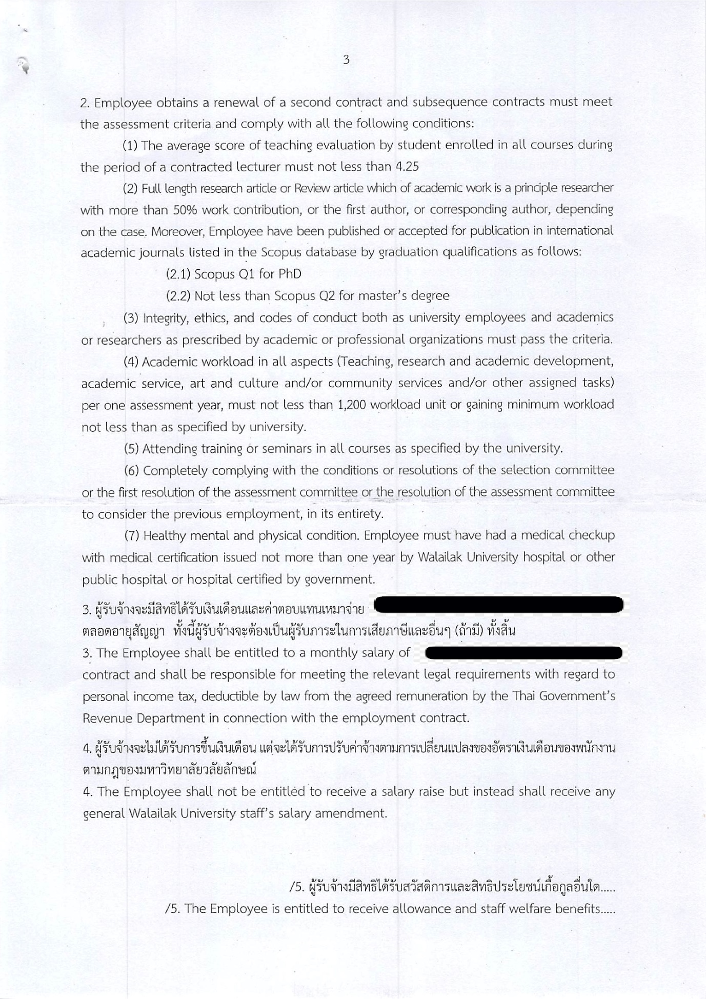 3
2. Employee obtains a renewal of a second contract and subsequence contracts must meet
the assessment criteria and comply with all the following conditions:
(1) The average score of teaching evaluation by student enrolled in all courses during
the period of a contracted lecturer must not less than 4.25
(2) Full length research article or Review article which of academic work is a principle researcher
with more than 50% work contribution, or the first author, or corresponding author, depending
on the case. Moreover, Employee have been published or accepted for publication in international
academic journals listed in the Scopus database by graduation qualifications as follows:
(2.1) Scopus Q1 for PhD
(2.2) Not less than Scopus Q2 for master's degree
(3) Integrity, ethics, and codes of conduct both as university employees and academics
or researchers as prescribed by academic or professional organizations must pass the criteria.
(4) Academic workload in all aspects (Teaching, research and academic development,
academic service, art and culture and/or community services and/or other assigned tasks)
per one assessment year, must not less than 1,200 workload unit or gaining minimum workload
not less than as specified by university.
(5) Attending training or seminars in all courses as specified by the university.
(6) Completely complying with the conditions or resolutions of the selection committee
or the first resolution of the assessment committee or the resolution of the assessment committee
to consider the previous employment, in its entirety.
(7) Healthy mental and physical condition. Employee must have had a medical checkup
with medical certification issued not more than one year by Walailak University hospital or other
public hospital or hospital certified by government.
3. ผู้รับจ้างจะมีสิทธิได้รับเงินเดือนและค่าตอบแทนเหมาจ่าย
ตลอดอายุสัญญา ทั้งนี้ผู้รับจ้างจะต้องเป็นผู้รับภาระในการเสียภาษีและอื่นๆ (ถ้ามี) ทั้งสิ้น
3. The Employee shall be entitled to a monthly salary of
contract and shall be responsible for meeting the relevant legal requirements with regard to
personal income tax, deductible by law from the agreed remuneration by the Thai Government's
Revenue Department in connection with the employment contract.
4. ผู้รับจ้างจะไม่ได้รับการขึ้นเงินเดือน แต่จะได้รับการปรับค่าจ้างตามการเปลี่ยนแปลงของอัตราเงินเดือนของพนักงาน
ตามกฎของมหาวิทยาลัยวลัยลักษณ์
4. The Employee shall not be entitled to receive a salary raise but instead shall receive any
general Walailak University staff's salary amendment.
/5. ผู้รับจ้างมีสิทธิได้รับสวัสดิการและสิทธิประโยชน์เกื้อกูลอื่นใด.....
/5. The Employee is entitled to receive allowance and staff welfare benefits.....